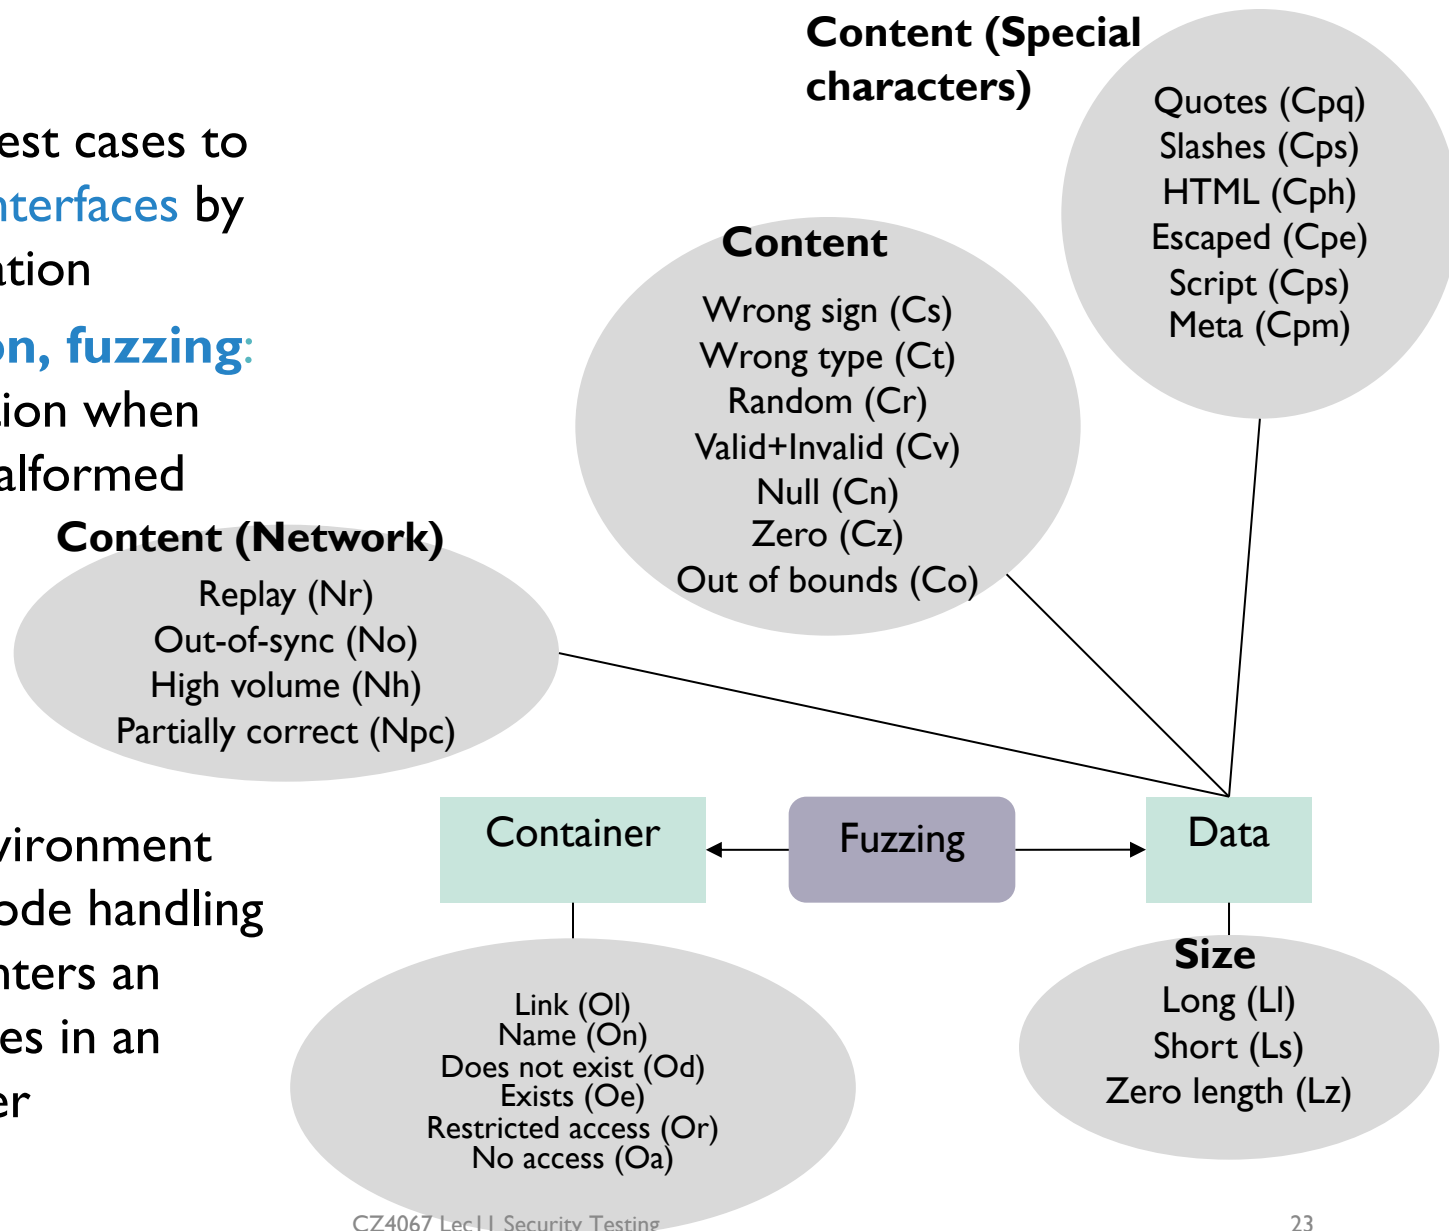 Content (Special
characters)
Quotes (Cpq)
Slashes (Cps)
HTML (Cph)
Escaped (Cpe)
Script (Cps)
Meta (Cpm)
est cases to
nterfaces by
ation
on, fuzzing:
tion when
alformed
Content
Wrong sign (Cs)
Wrong type (Ct)
Random (Cr)
Valid+Invalid (Cv)
Null (Cn)
Zero (Cz)
Out of bounds (Co)
Content (Network)
Replay (Nr)
Out-of-sync (No)
High volume (Nh)
Partially correct (Npc)
Container
Fuzzing
Data
vironment
ode handling
nters an
es in an
er
Link (Ol)
Name (On)
Does not exist (Od)
Exists (Oe)
Restricted access (Or)
No access (Oa)
Size
Long (Ll)
Short (Ls)
Zero length (Lz)
CZ4067 Lec11 Security Testing
23